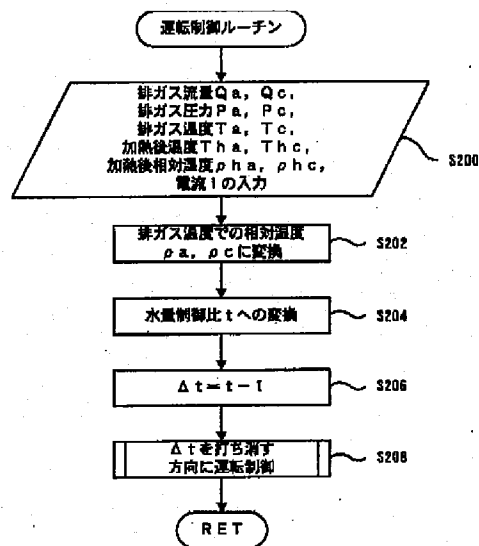 運転制御ルーチン
排ガス流量Qa,Qc,
排ガス圧力Pa,Pc,
排ガス温度Ta,Tc,
加熱後温度Tha,Thc,
加熱後相対湿度ρha,ρhc,
電流Iの入力
S200
排ガス温度での相対湿度
ρa,ρcに変換
S202
水量制御比tへの変換
S204
Δt=t-I
S206
Δtを打ち消す
方向に運転制御
S208
RET